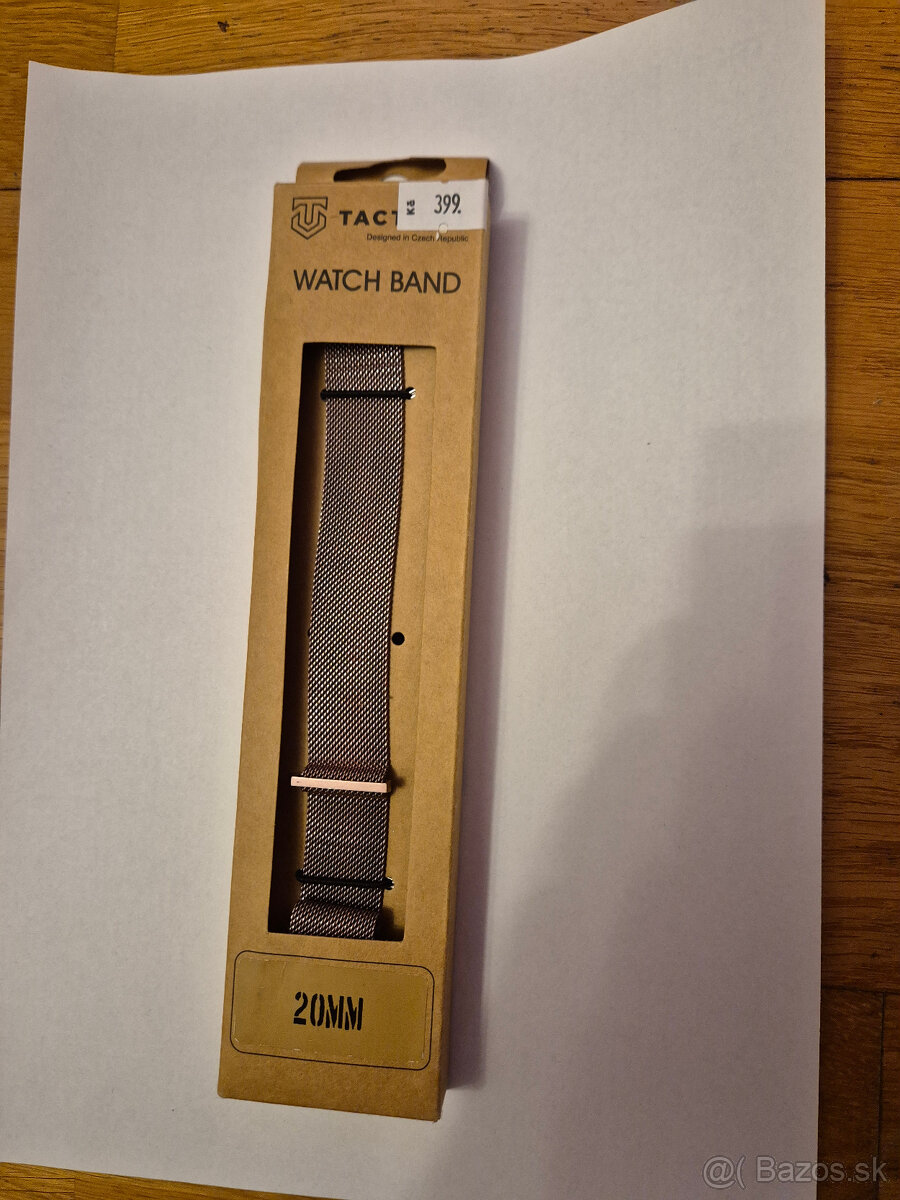 Kč 399.
TACT
Designed in Czech Republic
WATCH BAND
20MM
@( Bazos.sk